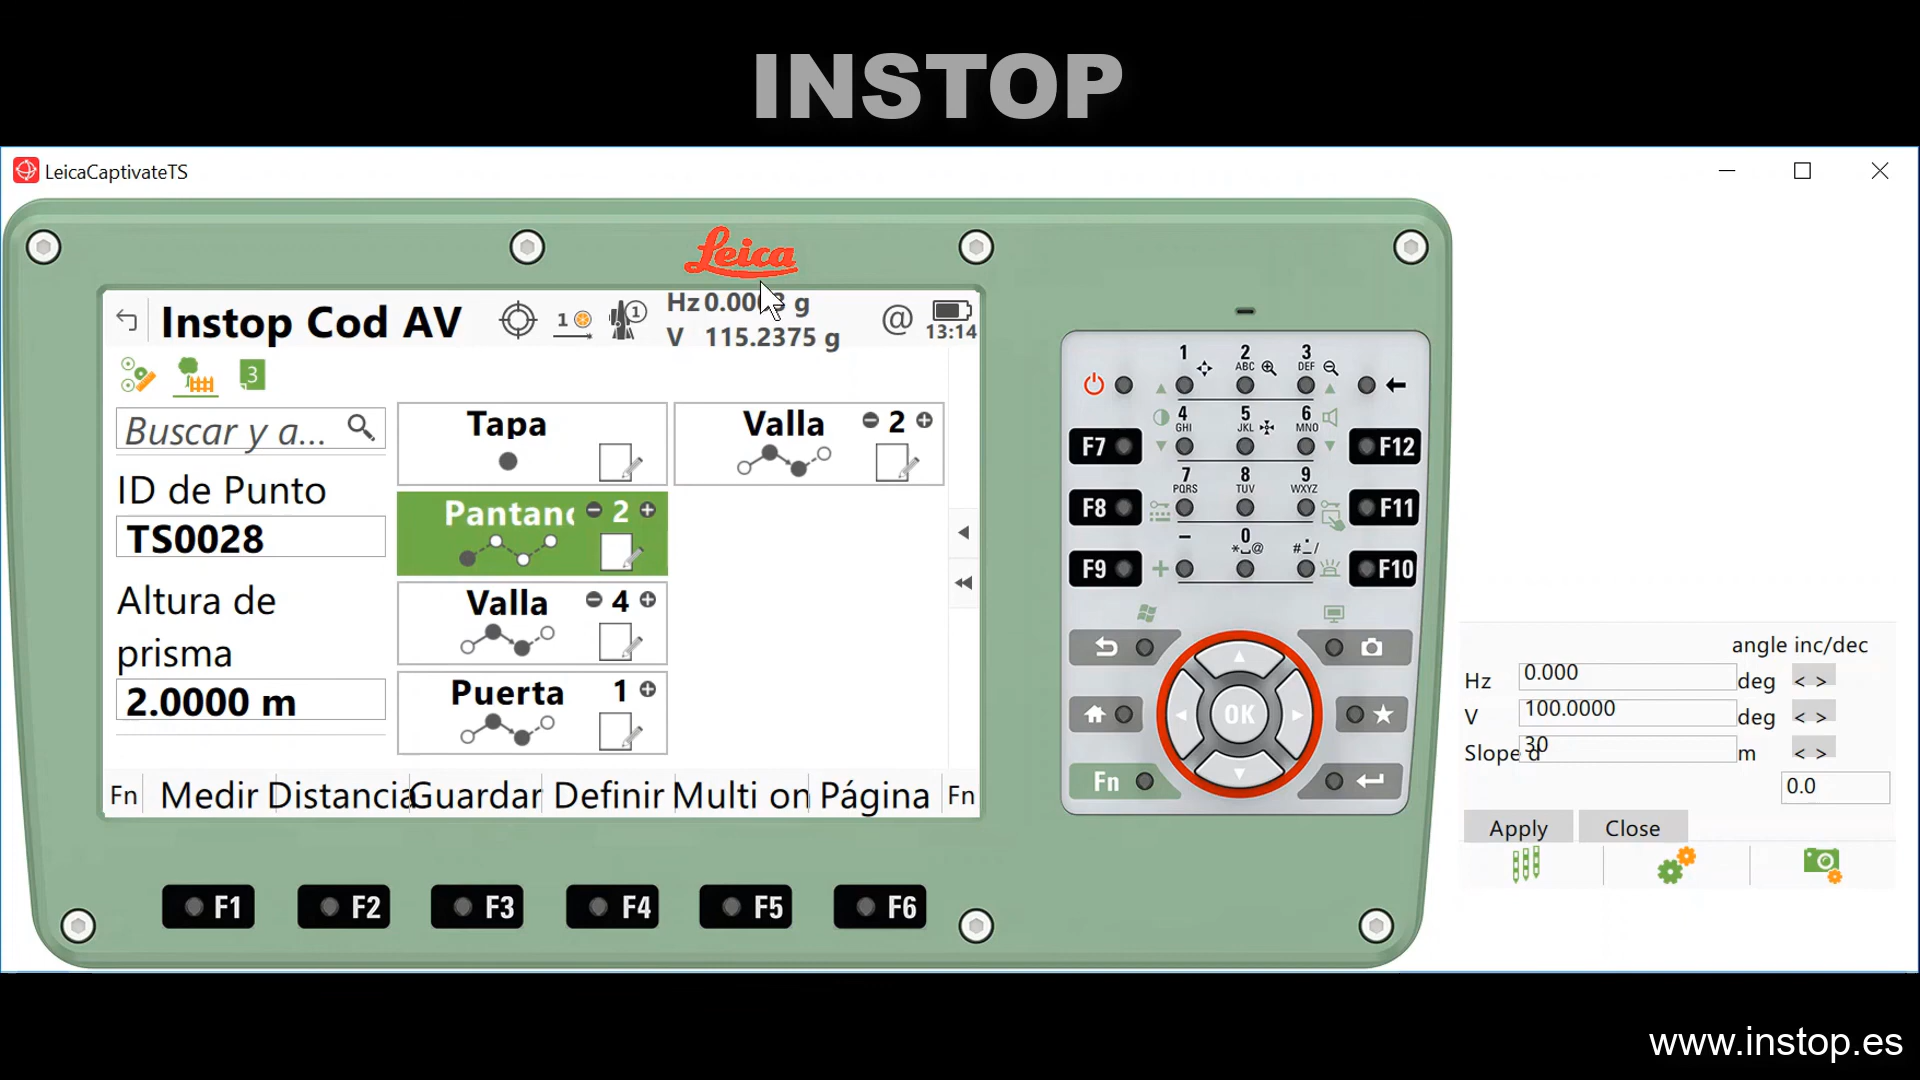 INSTOP
LeicaCaptivateTS
Leica
Instop Cod AV
1
1
Hz
V 115.2375 g
@
13:14
3
Buscar y a...
ID de Punto
TS0028
Altura de
prisma
2.0000 m
Tapa
Valla 2
2
Valla 4
Puerta 1
Fn Medir Distancia Guardar Definir Multi on Página Fn
F1 F2 F3 F4 F5 F6
1 2 3
ABC DEF
F7 4 5 6 F12
GHI JKL MNO
7 8 9
F8 PQRS TUV WXYZ F11
0
*@ #./
F9 F10
OK
Fn
angle inc/dec
Hz 0.000 deg < >
V 100.0000 deg < >
Slope d 30 m < >
0.0
Apply Close
www.instop.es